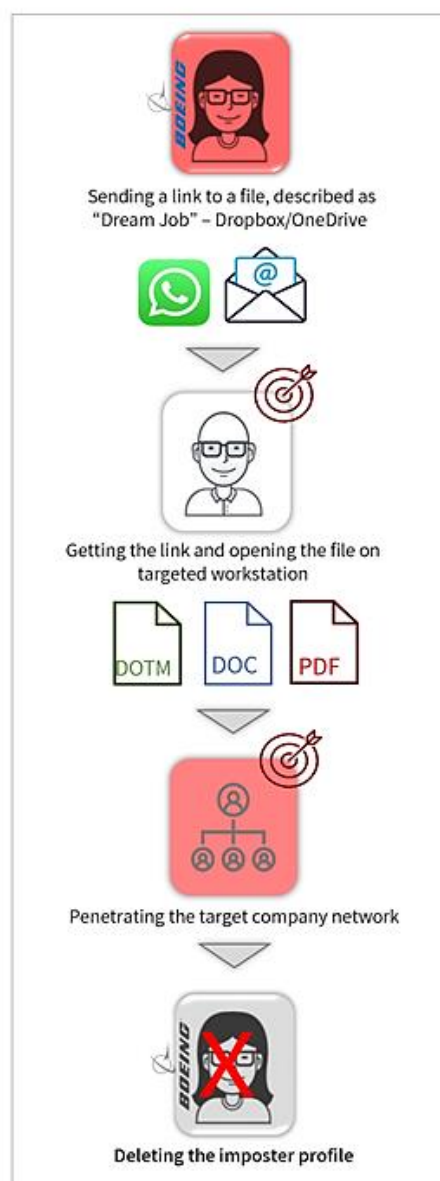 BOEING
Sending a link to a file, described as
“Dream Job” – Dropbox/OneDrive
@
Getting the link and opening the file on
targeted workstation
DOTM
DOC
PDF
Penetrating the target company network
BOEING
Deleting the imposter profile